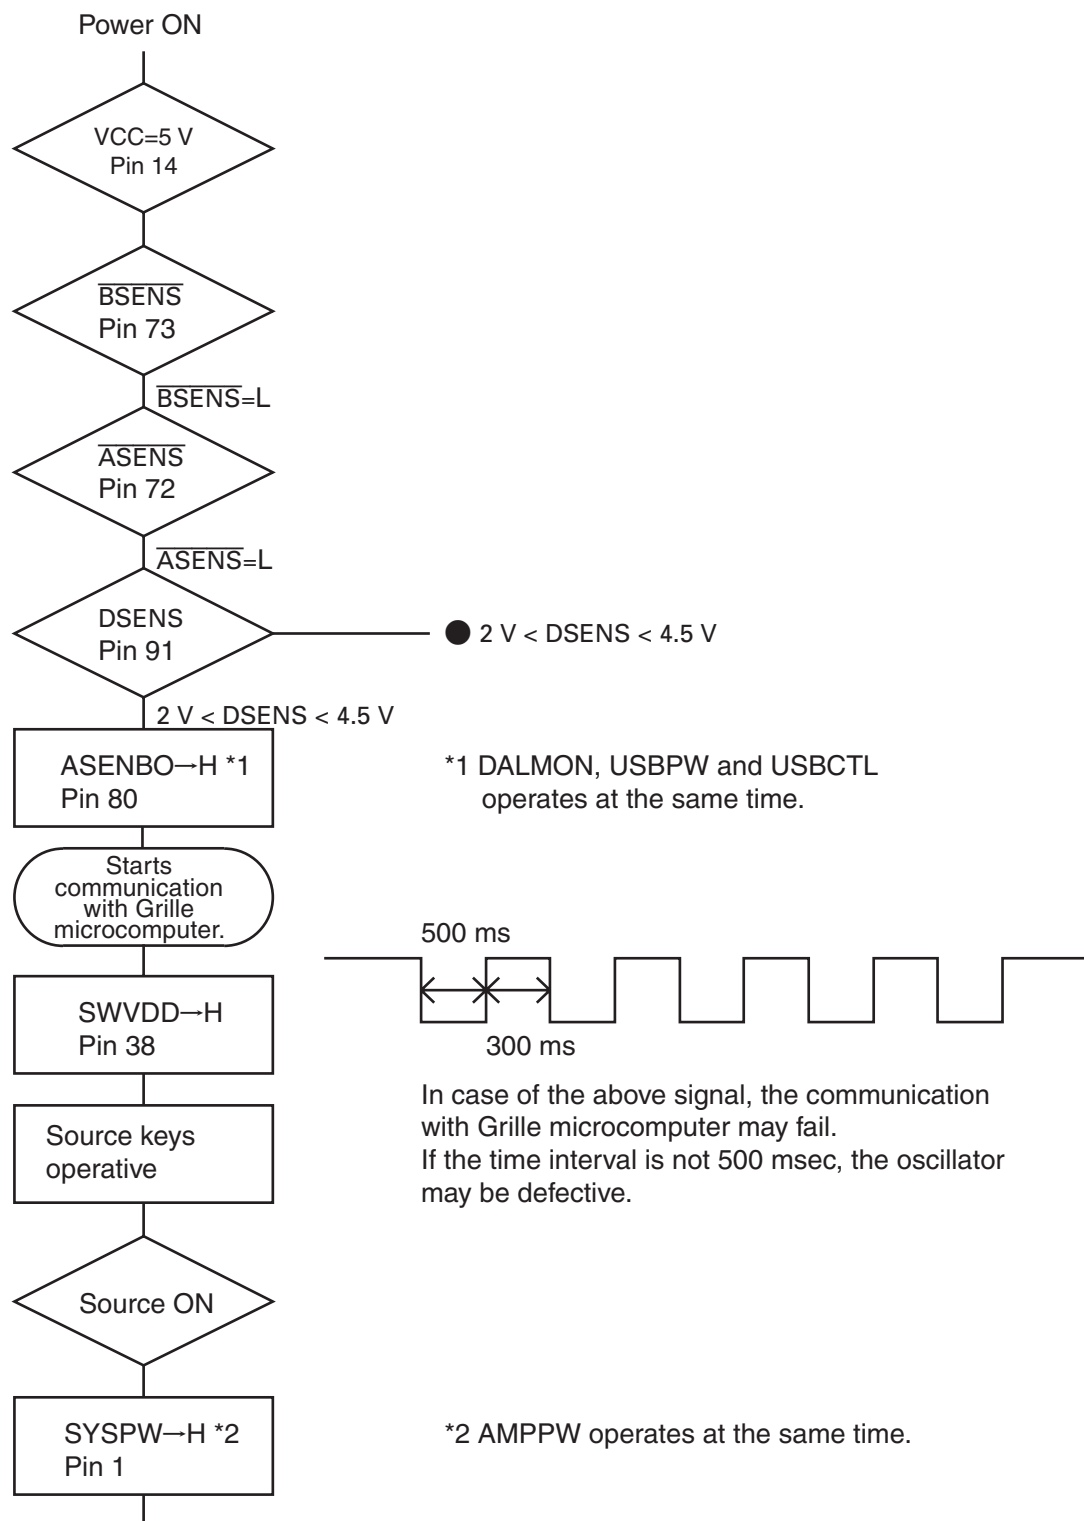 Power ON
VCC=5 V
Pin 14
BSENS
Pin 73
BSENS=L
ASENS
Pin 72
ASENS=L
DSENS
Pin 91
● 2 V < DSENS < 4.5 V
2 V < DSENS < 4.5 V
ASENBO→H *1
Pin 80
*1 DALMON, USBPW and USBCTL
operates at the same time.
Starts
communication
with Grille
microcomputer.
500 ms
300 ms
SWVDD→H
Pin 38
In case of the above signal, the communication
with Grille microcomputer may fail.
If the time interval is not 500 msec, the oscillator
may be defective.
Source keys
operative
Source ON
SYSPW→H *2
Pin 1
*2 AMPPW operates at the same time.